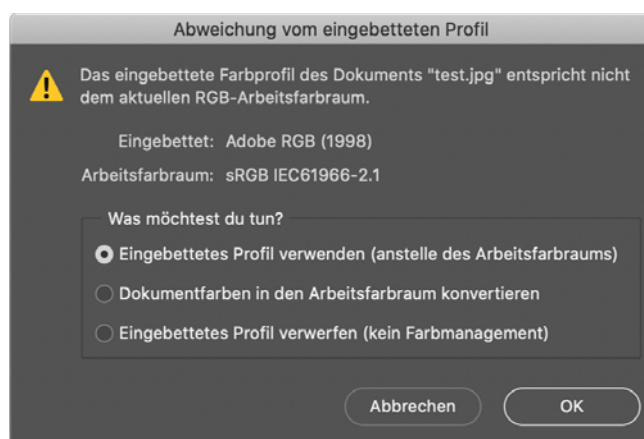 Abweichung vom eingebetteten Profil
Das eingebettete Farbprofil des Dokuments "test.jpg" entspricht nicht
dem aktuellen RGB-Arbeitsfarbraum.
Eingebettet: Adobe RGB (1998)
Arbeitsfarbraum: sRGB IEC61966-2.1
Was möchtest du tun?
Eingebettetes Profil verwenden (anstelle des Arbeitsfarbraums)
Dokumentfarben in den Arbeitsfarbraum konvertieren
Eingebettetes Profil verwerfen (kein Farbmanagement)
Abbrechen OK